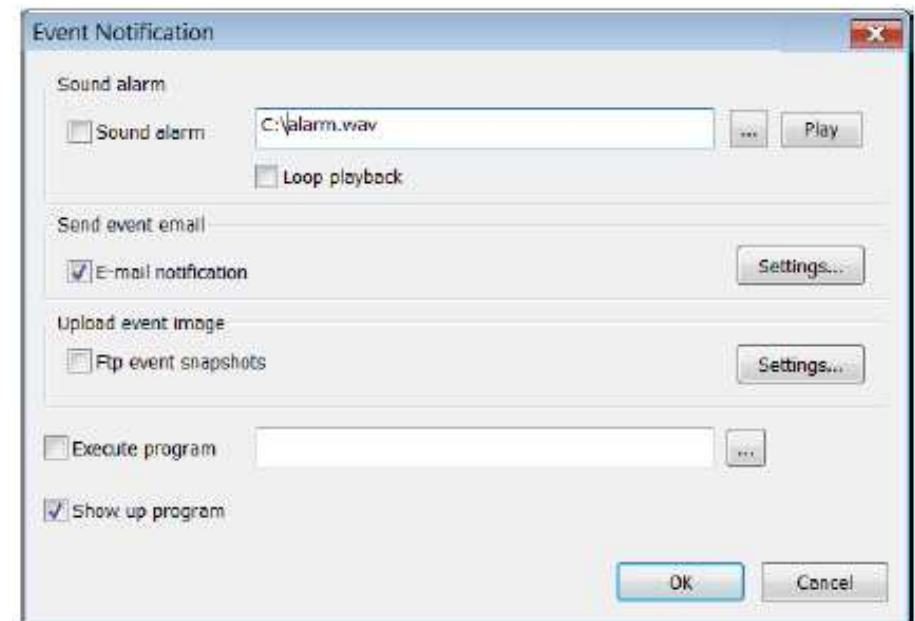 Event Notification
Sound alarm
Sound alarm
C:\alarm.wav
...
Play
Loop playback
Send event email
E-mail notification
Settings...
Upload event image
Ftp event snapshots
Settings...
Execute program
...
Show up program
OK
Cancel